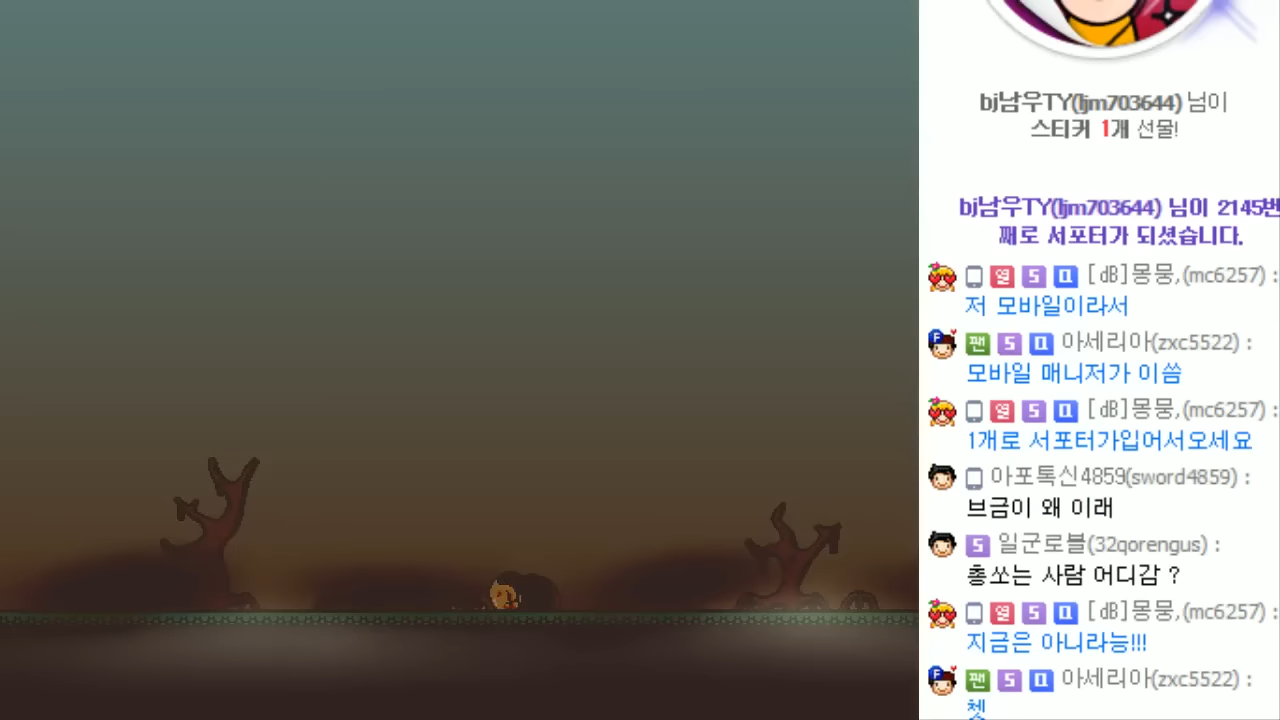 bj남우TY(ljm703644) 님이
스티커 1개 선물!
bj남우TY(ljm703644) 님이 2145번
째로 서포터가 되셨습니다.
열 S [dB]몽뭉,(mc6257) :
저 모바일이라서
팬 S 아세리아(zxc5522) :
모바일 매니저가 이씀
열 S [dB]몽뭉,(mc6257) :
1개로 서포터가입어서오세요
아포톡신4859(sword4859) :
브금이 왜 이래
S 일군로블(32qorengus) :
총쏘는 사람 어디감 ?
열 S [dB]몽뭉,(mc6257) :
지금은 아니라능!!!
팬 S 아세리아(zxc5522) :